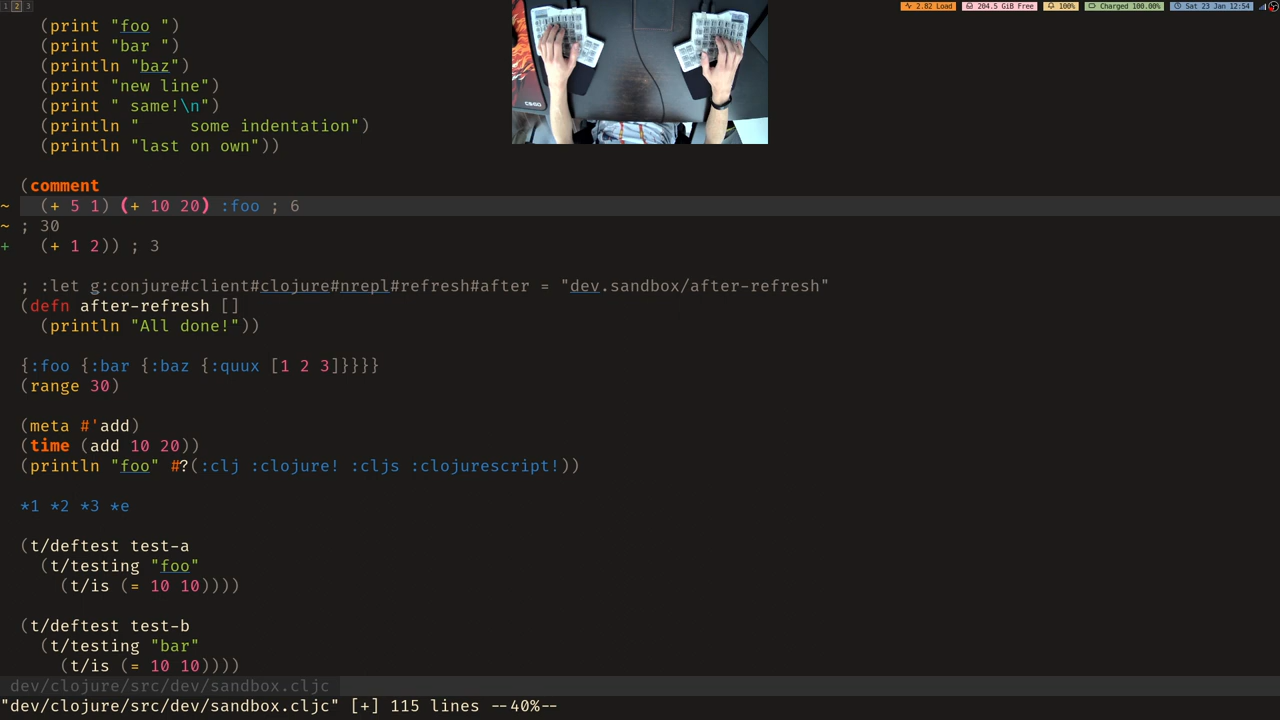 1 2 3
2.82 Load 204.5 GiB Free 100% Charged 100.00% Sat 23 Jan 12:54
(print "foo ")
(print "bar ")
(println "baz")
(print "new line")
(print " same!\n")
(println "     some indentation")
(println "last on own"))
(comment
~ (+ 5 1) (+ 10 20) :foo ; 6
~ ; 30
+ (+ 1 2)) ; 3
; :let g:conjure#client#clojure#nrepl#refresh#after = "dev.sandbox/after-refresh"
(defn after-refresh []
(println "All done!"))
{:foo {:bar {:baz {:quux [1 2 3]}}}}
(range 30)
(meta #'add)
(time (add 10 20))
(println "foo" #?(:clj :clojure! :cljs :clojurescript!))
*1 *2 *3 *e
(t/deftest test-a
(t/testing "foo"
(t/is (= 10 10))))
(t/deftest test-b
(t/testing "bar"
(t/is (= 10 10))))
dev/clojure/src/dev/sandbox.cljc
"dev/clojure/src/dev/sandbox.cljc" [+] 115 lines --40%--